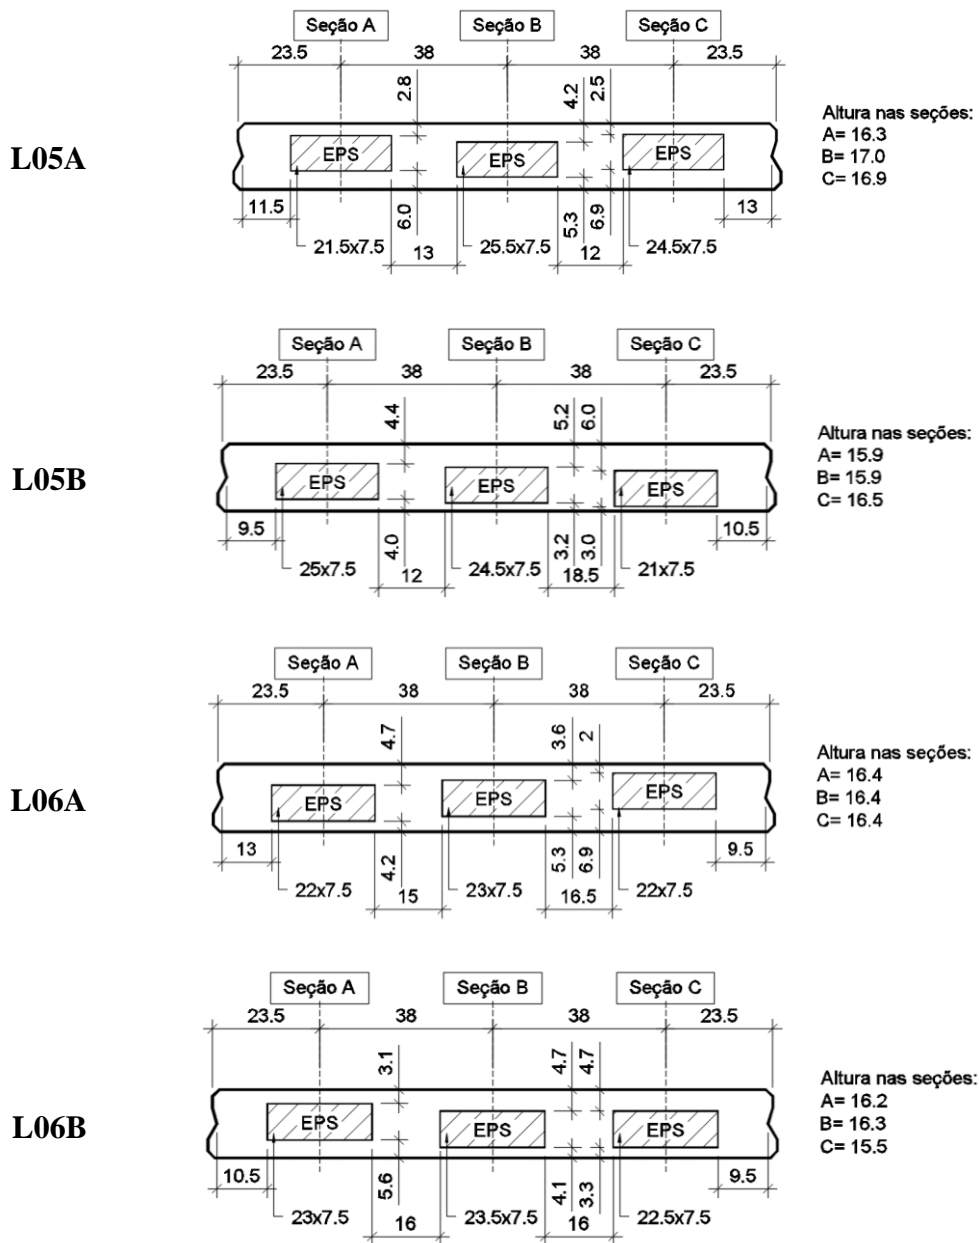 Seção A Seção B Seção C
23.5 38 38 23.5
2.8 4.2 2.5
L05A
EPS EPS EPS
Altura nas seções:
A= 16.3
B= 17.0
C= 16.9
11.5 6.0 5.3 6.9 13
21.5x7.5 13 25.5x7.5 12 24.5x7.5
Seção A Seção B Seção C
23.5 38 38 23.5
4.4 5.2 6.0
L05B
EPS EPS EPS
Altura nas seções:
A= 15.9
B= 15.9
C= 16.5
9.5 4.0 3.2 3.0 10.5
25x7.5 12 24.5x7.5 18.5 21x7.5
Seção A Seção B Seção C
23.5 38 38 23.5
4.7 3.6 2
L06A
EPS EPS EPS
Altura nas seções:
A= 16.4
B= 16.4
C= 16.4
13 4.2 5.3 6.9 9.5
22x7.5 15 23x7.5 16.5 22x7.5
Seção A Seção B Seção C
23.5 38 38 23.5
3.1 4.7 4.7
L06B
EPS EPS EPS
Altura nas seções:
A= 16.2
B= 16.3
C= 15.5
10.5 5.6 4.1 3.3 9.5
23x7.5 16 23.5x7.5 16 22.5x7.5